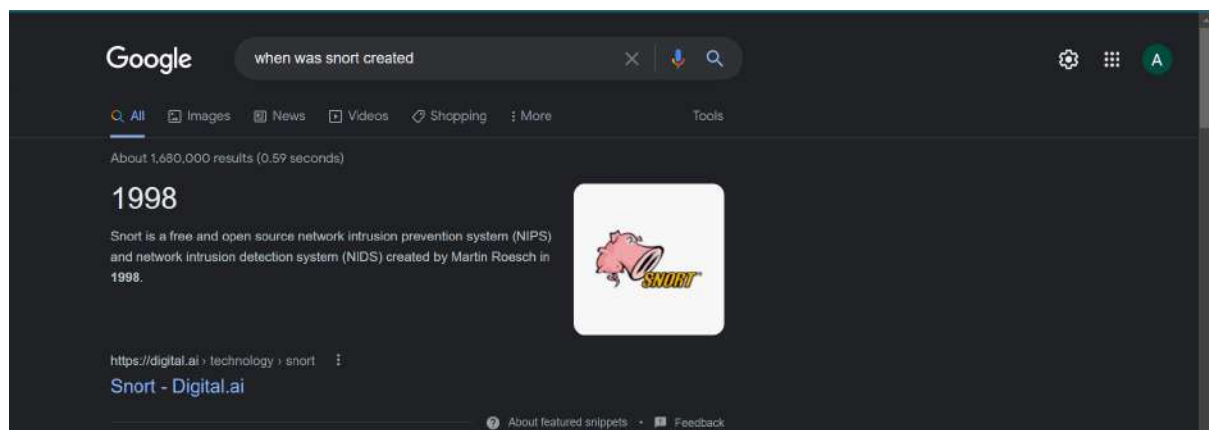 Google
when was snort created
A
All Images News Videos Shopping More Tools
About 1,680,000 results (0.59 seconds)
1998
Snort is a free and open source network intrusion prevention system (NIPS)
and network intrusion detection system (NIDS) created by Martin Roesch in
1998.
SNORT
https://digital.ai › technology › snort
Snort - Digital.ai
About featured snippets • Feedback